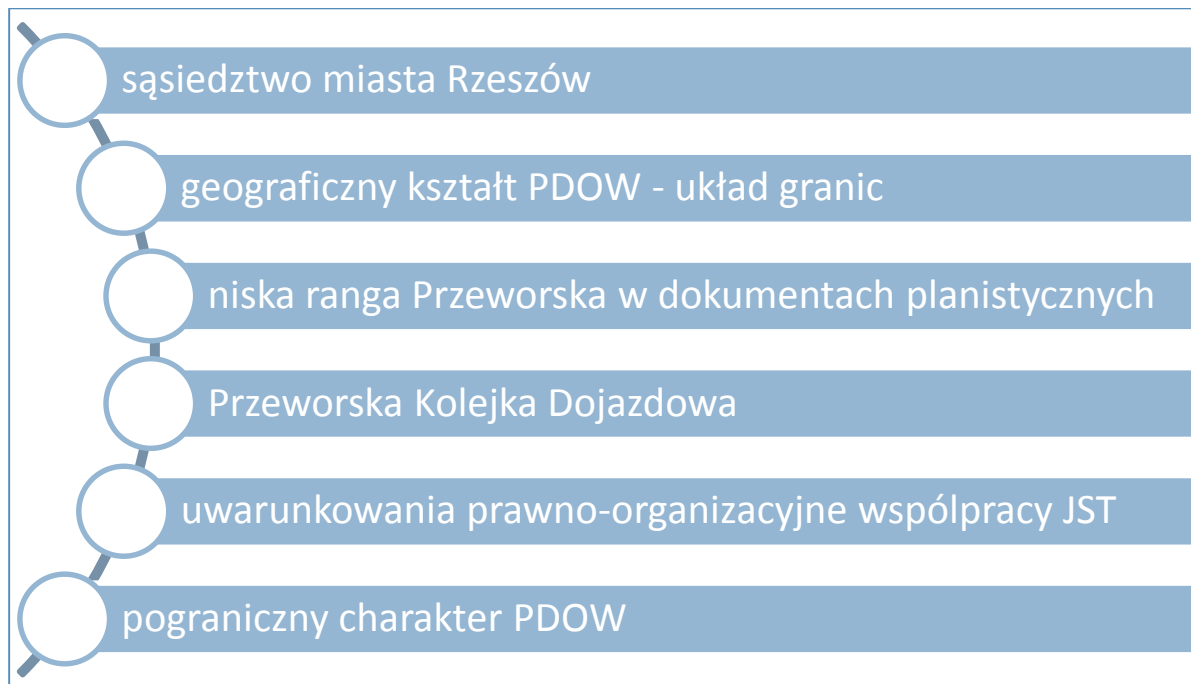 sąsiedztwo miasta Rzeszów
geograficzny kształt PDOW - układ granic
niska ranga Przeworska w dokumentach planistycznych
Przeworska Kolejka Dojazdowa
uwarunkowania prawno-organizacyjne wspólpracy JST
pograniczny charakter PDOW